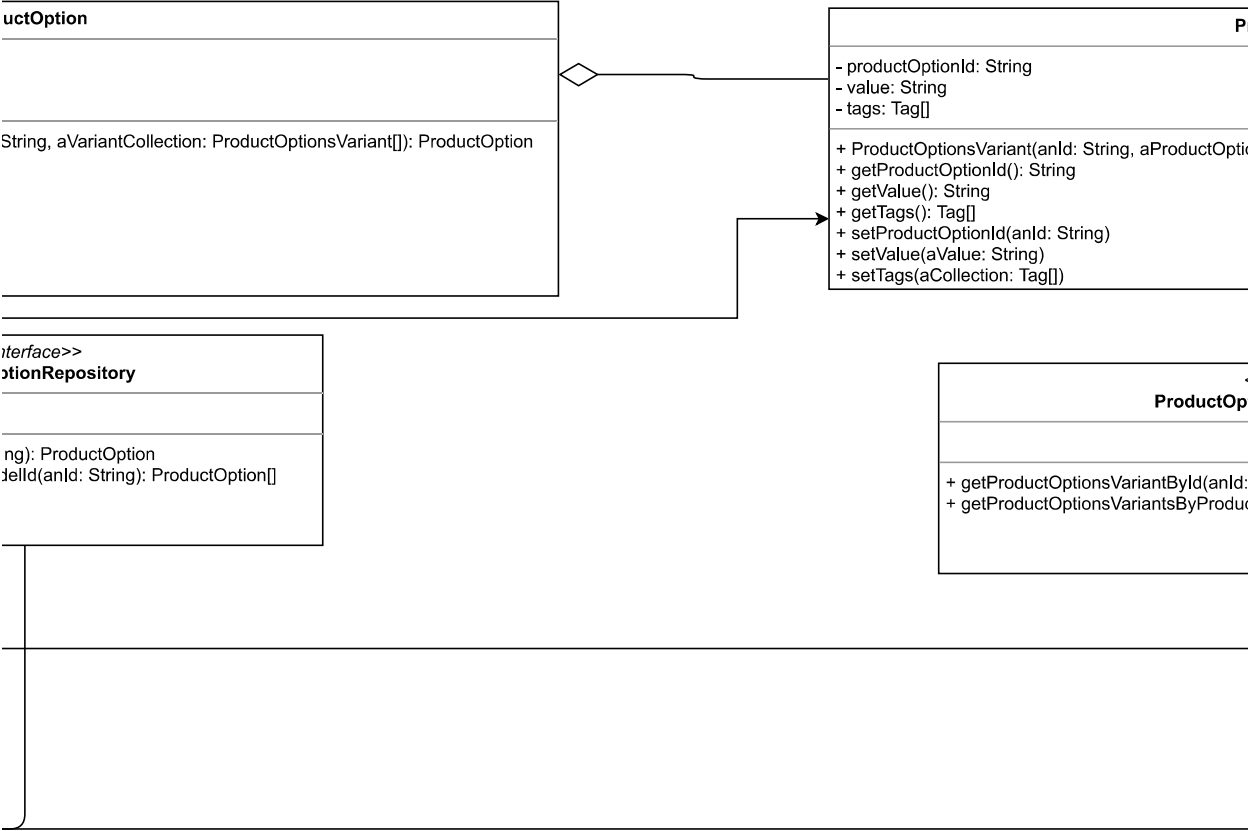 uctOption
String, aVariantCollection: ProductOptionsVariant[]): ProductOption
- productOptionId: String
- value: String
- tags: Tag[]
+ ProductOptionsVariant(anId: String, aProductOptio
+ getProductOptionId(): String
+ getValue(): String
+ getTags(): Tag[]
+ setProductOptionId(anId: String)
+ setValue(aValue: String)
+ setTags(aCollection: Tag[])
nterface>>
ptionRepository
ng): ProductOption
delId(anId: String): ProductOption[]
ProductOp
+ getProductOptionsVariantById(anId:
+ getProductOptionsVariantsByProduc